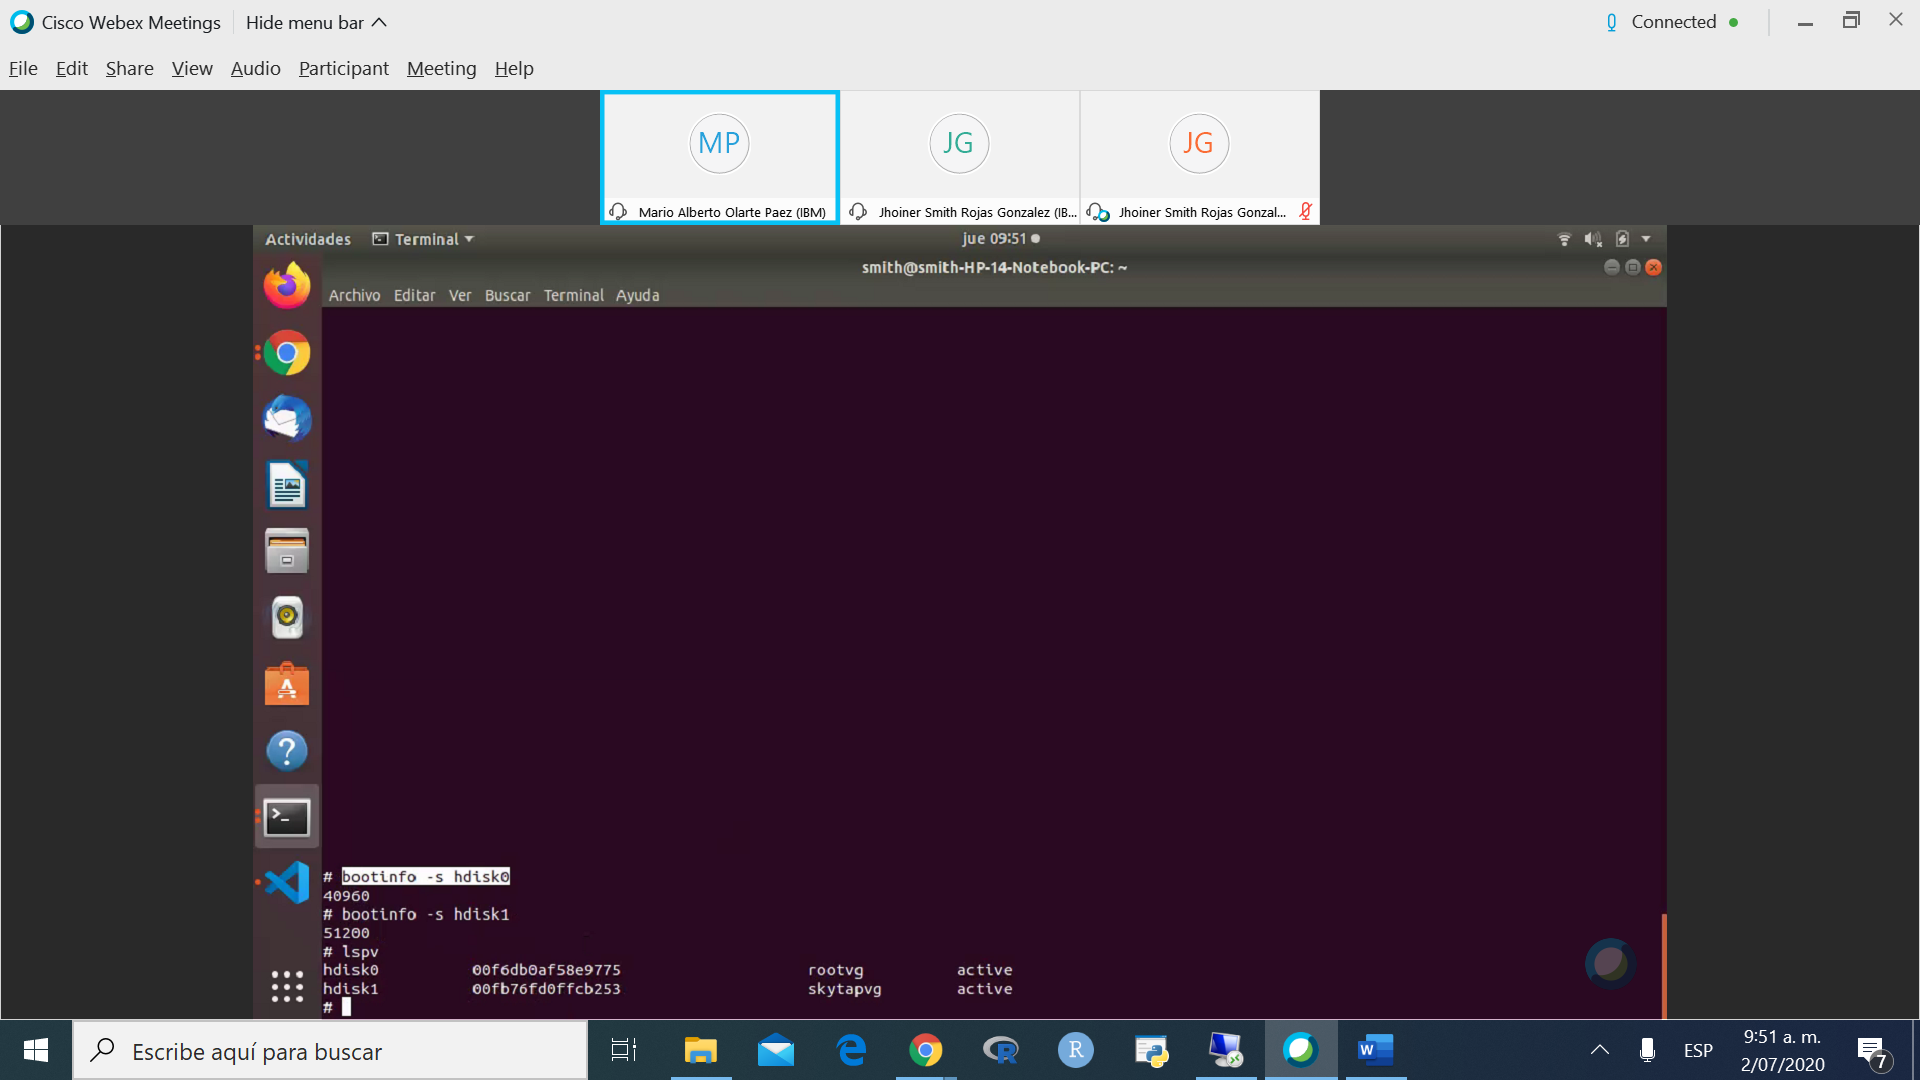 Cisco Webex Meetings Hide menu bar Connected
File Edit Share View Audio Participant Meeting Help
MP JG JG
Mario Alberto Olarte Paez (IBM) Jhoiner Smith Rojas Gonzalez (IB... Jhoiner Smith Rojas Gonzal...
Actividades Terminal jue 09:51
smith@smith-HP-14-Notebook-PC: ~
Archivo Editar Ver Buscar Terminal Ayuda
# bootinfo -s hdisk0
40960
# bootinfo -s hdisk1
51200
# lspv
hdisk0 00f6db0af58e9775 rootvg active
hdisk1 00fb76fd0ffcb253 skytapvg active
#
Escribe aquí para buscar
ESP
9:51 a. m.
2/07/2020
7